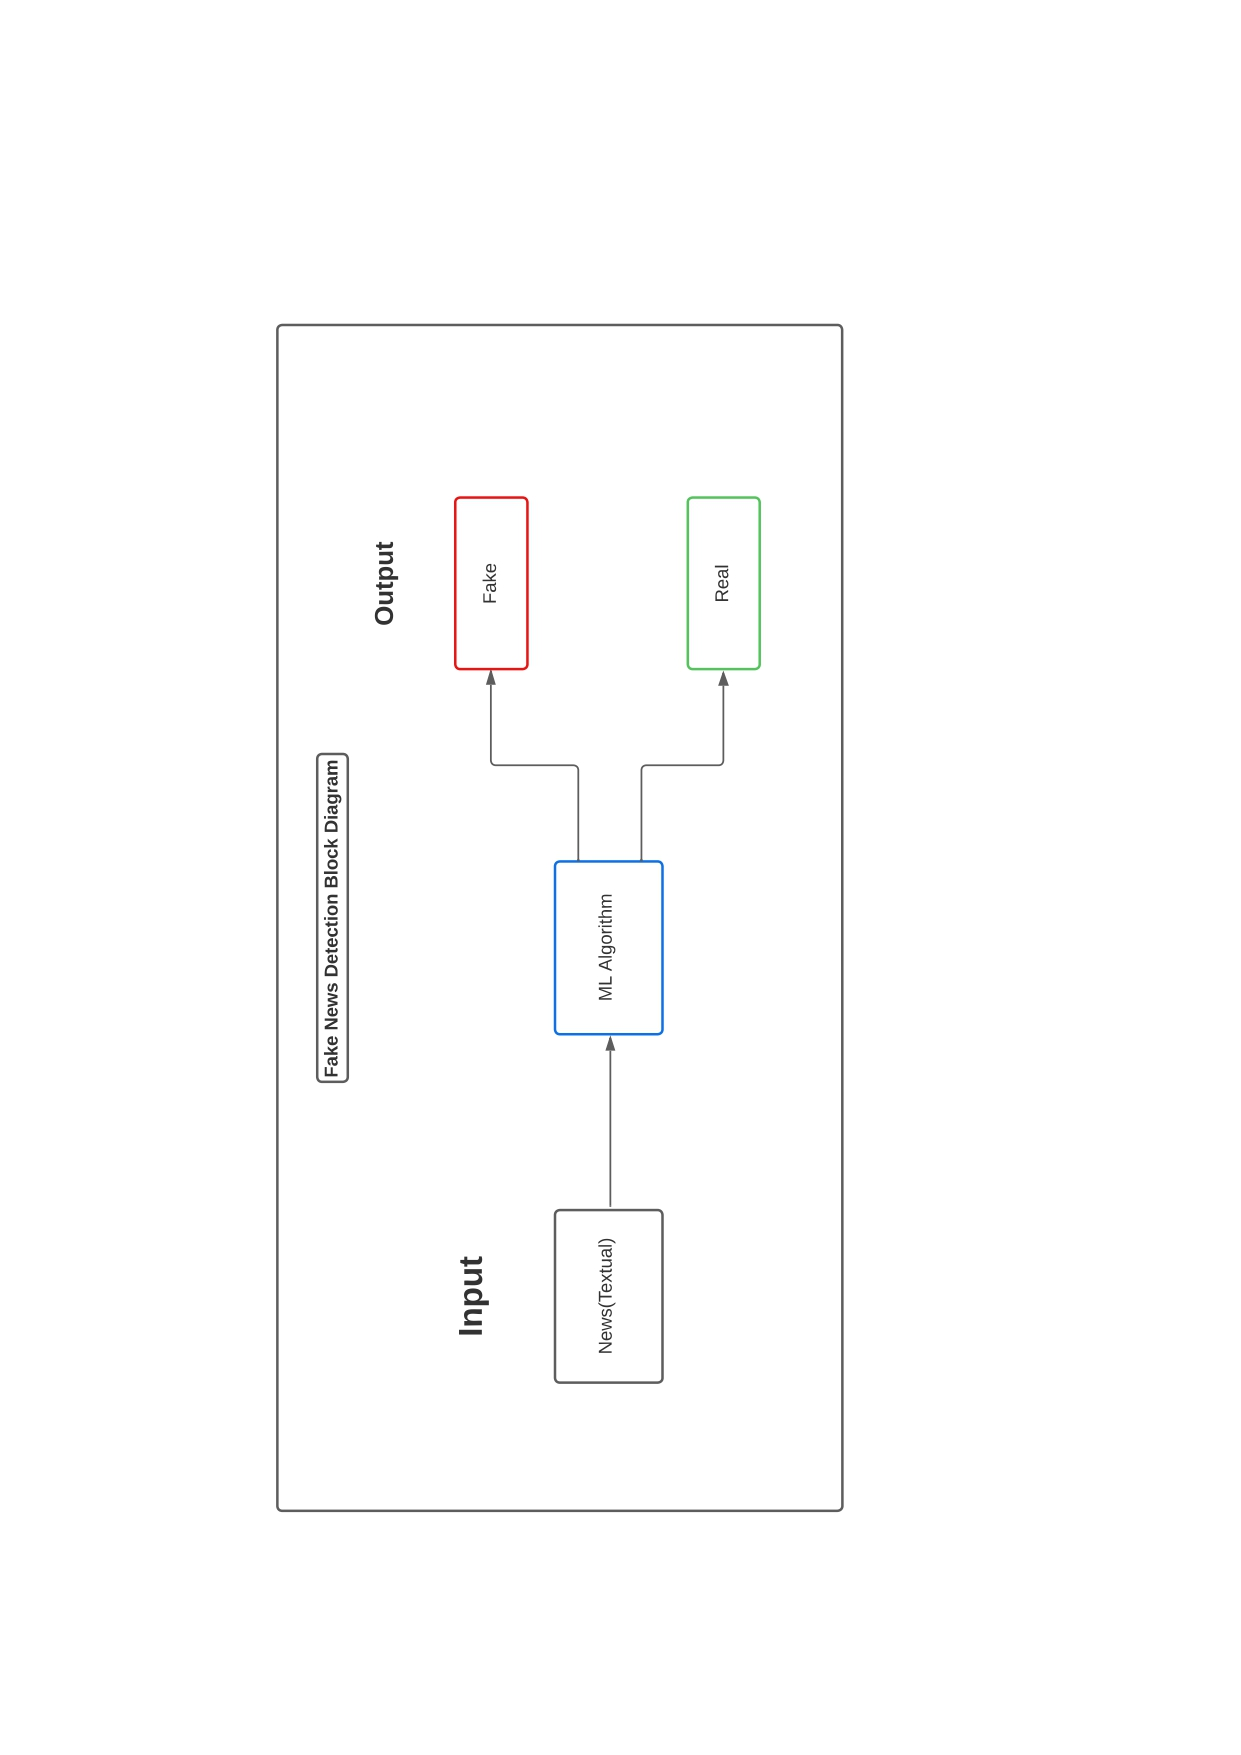 Fake News Detection Block Diagram
Input
Output
News(Textual)
ML Algorithm
Fake
Real